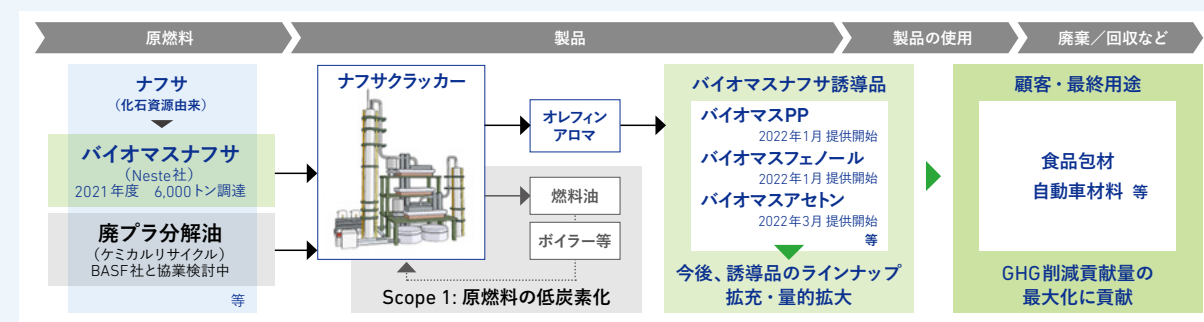 原燃料
製品
製品の使用
廃棄／回収など
ナフサ
（化石資源由来）
バイオマスナフサ
（Neste社）
2021年度 6,000トン調達
廃プラ分解油
（ケミカルリサイクル）
BASF社と協業検討中
等
ナフサクラッカー
オレフィン
アロマ
燃料油
ボイラー等
Scope 1: 原燃料の低炭素化
バイオマスナフサ誘導品
バイオマスPP
2022年1月 提供開始
バイオマスフェノール
2022年1月 提供開始
バイオマスアセトン
2022年3月 提供開始
等
今後、誘導品のラインナップ
拡充・量的拡大
顧客・最終用途
食品包材
自動車材料 等
GHG削減貢献量の
最大化に貢献